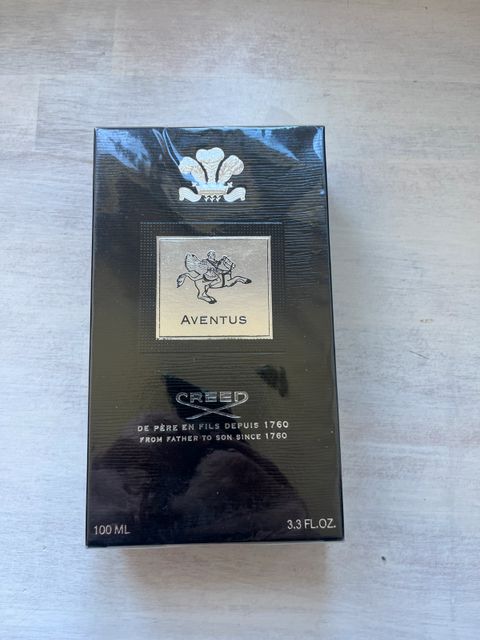 AVENTUS
CREED
DE PÈRE EN FILS DEPUIS 1760
FROM FATHER TO SON SINCE 1760
100 ML 3.3 FL.OZ.